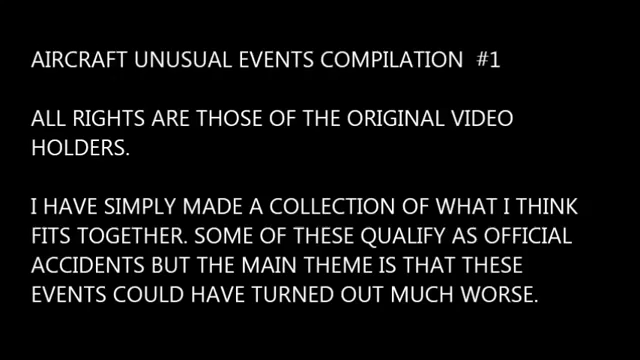 AIRCRAFT UNUSUAL EVENTS COMPILATION #1
ALL RIGHTS ARE THOSE OF THE ORIGINAL VIDEO
HOLDERS.
I HAVE SIMPLY MADE A COLLECTION OF WHAT I THINK
FITS TOGETHER. SOME OF THESE QUALIFY AS OFFICIAL
ACCIDENTS BUT THE MAIN THEME IS THAT THESE
EVENTS COULD HAVE TURNED OUT MUCH WORSE.